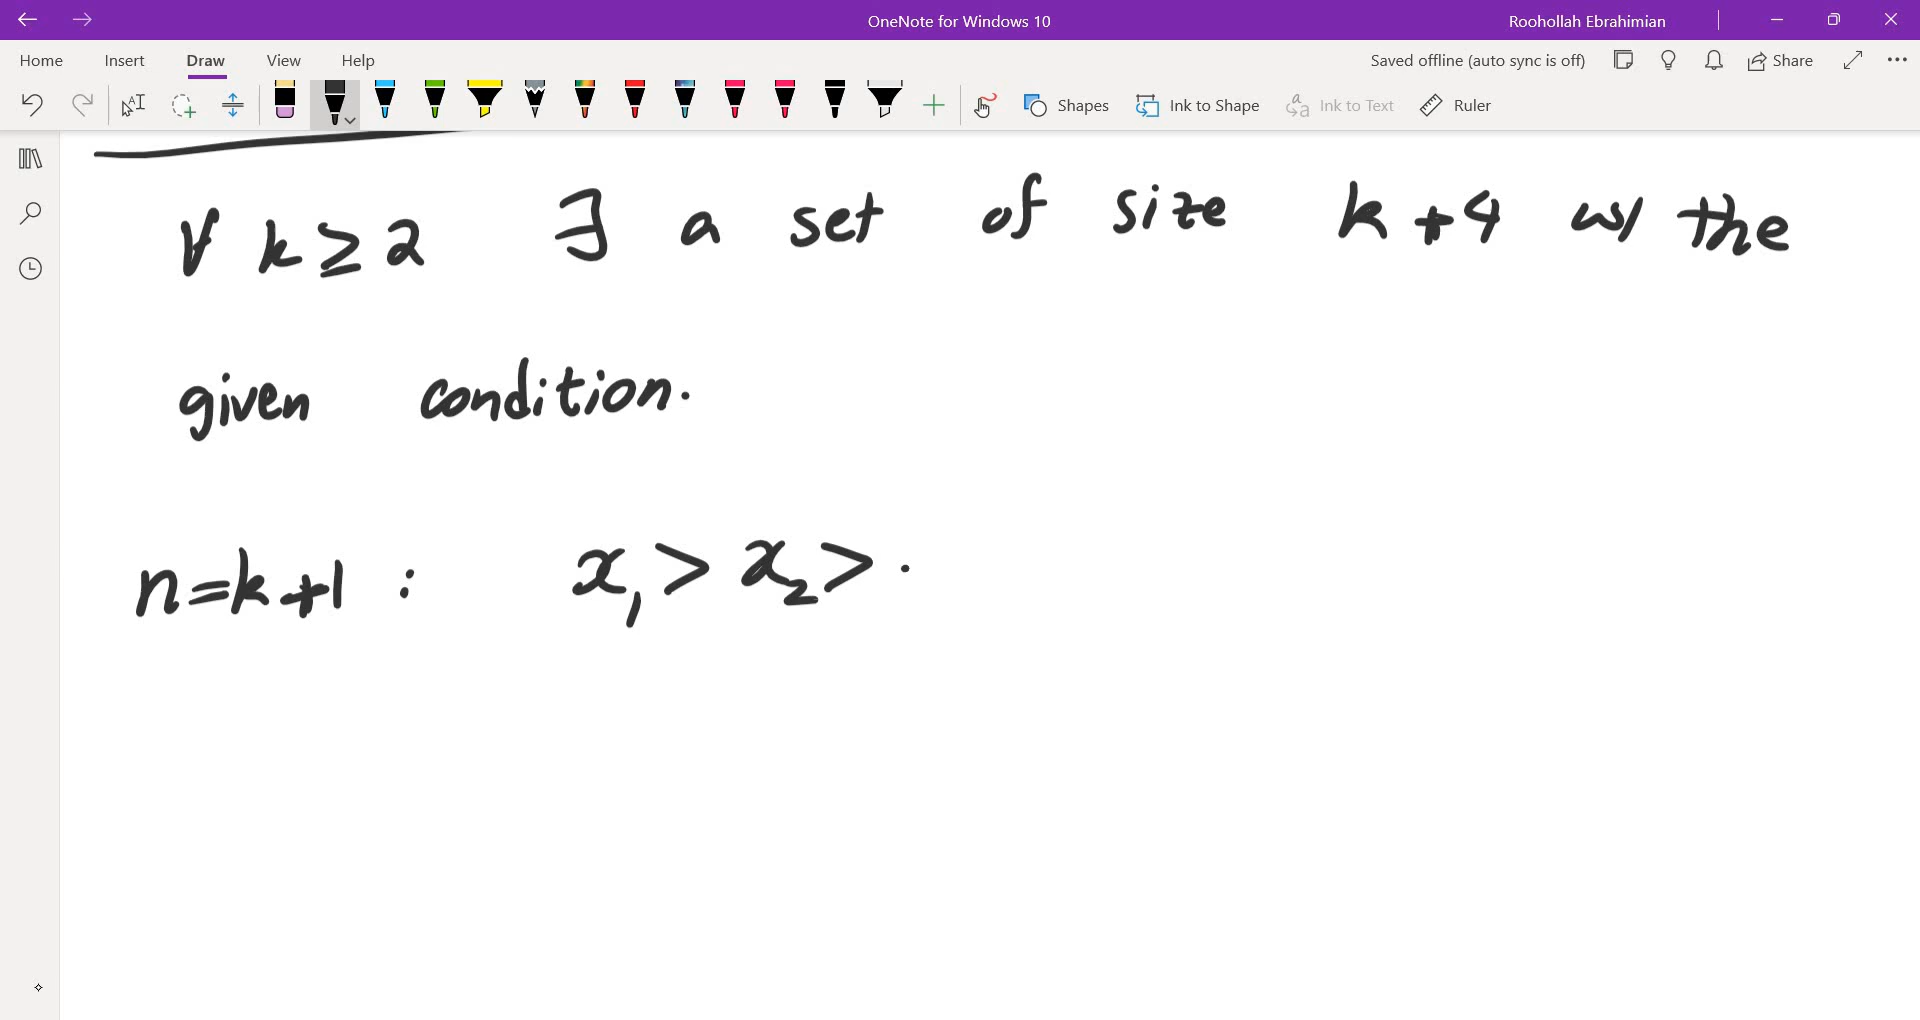 OneNote for Windows 10
Roohollah Ebrahimian
Home Insert Draw View Help
Saved offline (auto sync is off) Share
Shapes Ink to Shape Ink to Text Ruler
∀ k ≥ 2 ∃ a set of size k + 4 w/ the
given condition.
n=k+1 : x₁ > x₂ > .